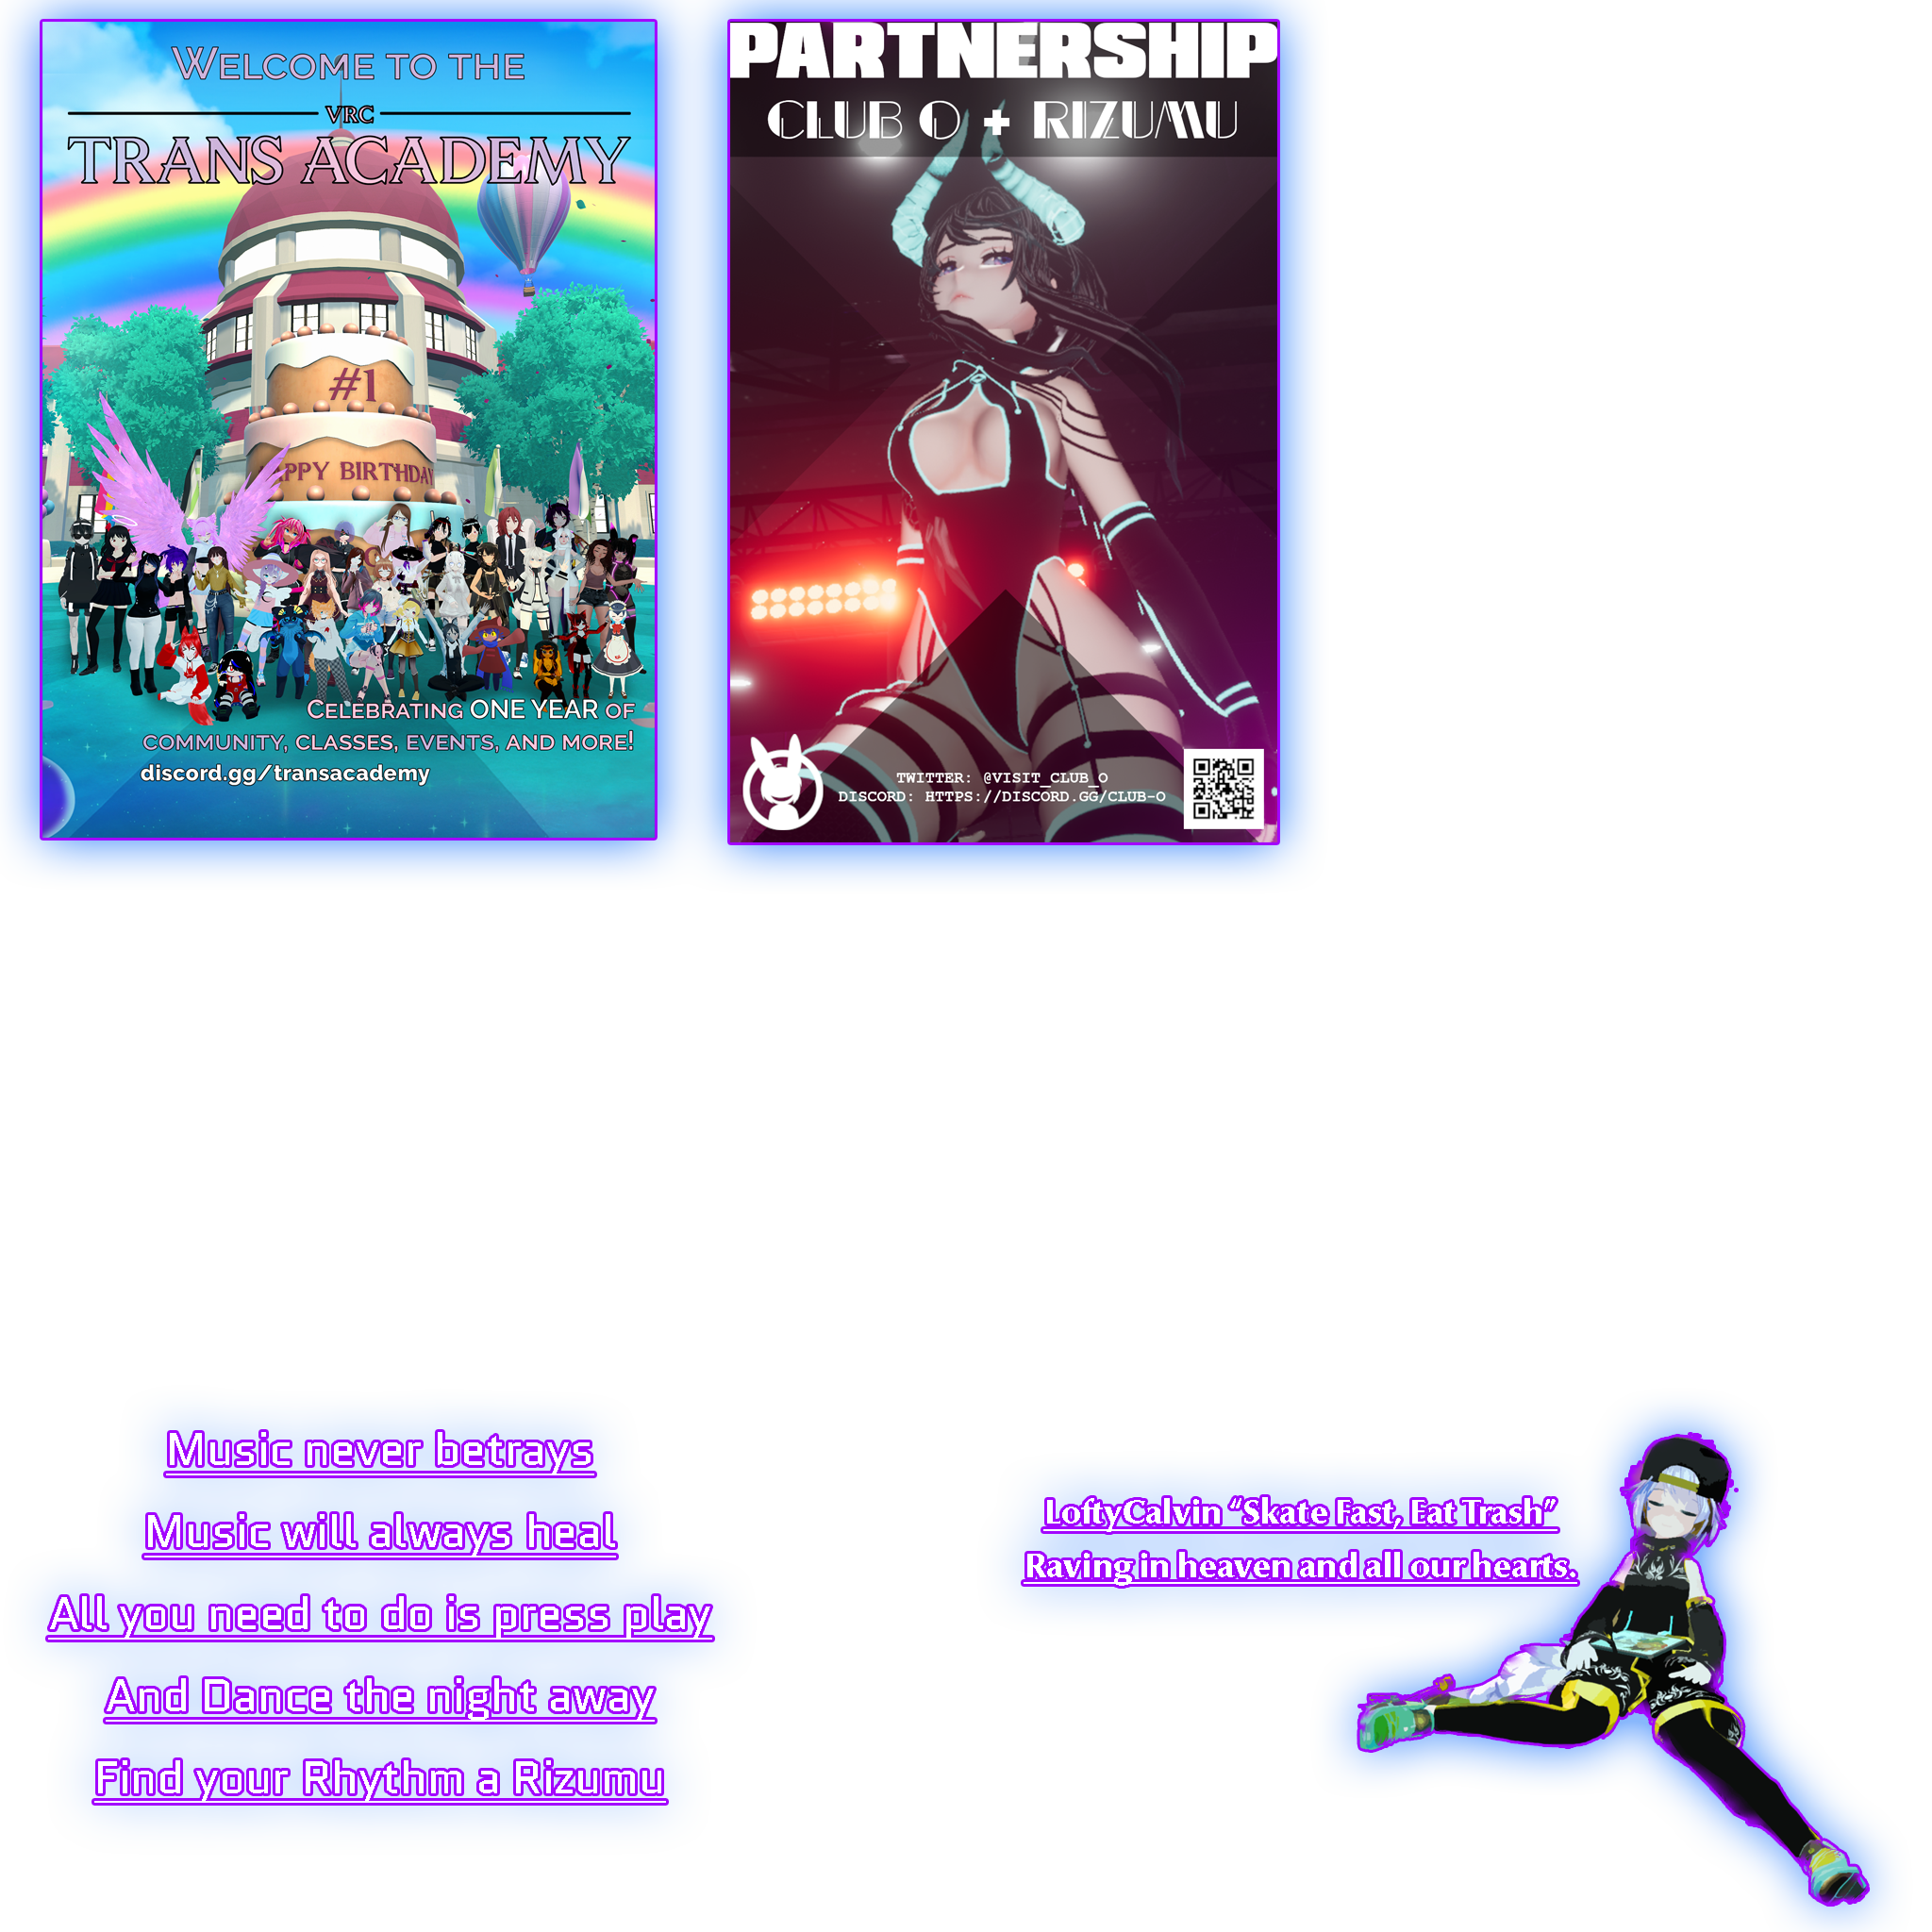 WELCOME TO THE
VRC
TRANS ACADEMY
#1
HAPPY BIRTHDAY
CELEBRATING ONE YEAR OF
COMMUNITY, CLASSES, EVENTS, AND MORE!
discord.gg/transacademy
PARTNERSHIP
CLUB O + RIZUMU
TWITTER: @VISIT_CLUB_O
DISCORD: HTTPS://DISCORD.GG/CLUB-O
Music never betrays
Music will always heal
All you need to do is press play
And Dance the night away
Find your Rhythm a Rizumu
LoftyCalvin “Skate Fast, Eat Trash”
Raving in heaven and all our hearts.